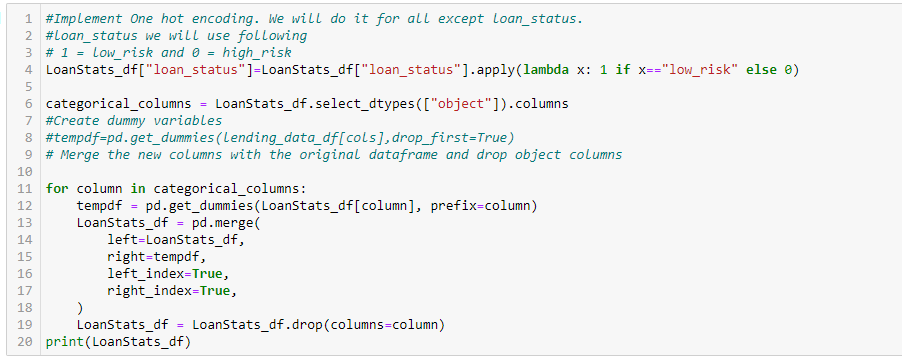 1 #Implement One hot encoding. We will do it for all except loan_status.
2 #loan_status we will use following
3 # 1 = low_risk and 0 = high_risk
4 LoanStats_df["loan_status"]=LoanStats_df["loan_status"].apply(lambda x: 1 if x=="low_risk" else 0)
5
6 categorical_columns = LoanStats_df.select_dtypes(["object"]).columns
7 #Create dummy variables
8 #tempdf=pd.get_dummies(lending_data_df[cols],drop_first=True)
9 # Merge the new columns with the original dataframe and drop object columns
10
11 for column in categorical_columns:
12     tempdf = pd.get_dummies(LoanStats_df[column], prefix=column)
13     LoanStats_df = pd.merge(
14         left=LoanStats_df,
15         right=tempdf,
16         left_index=True,
17         right_index=True,
18     )
19     LoanStats_df = LoanStats_df.drop(columns=column)
20 print(LoanStats_df)